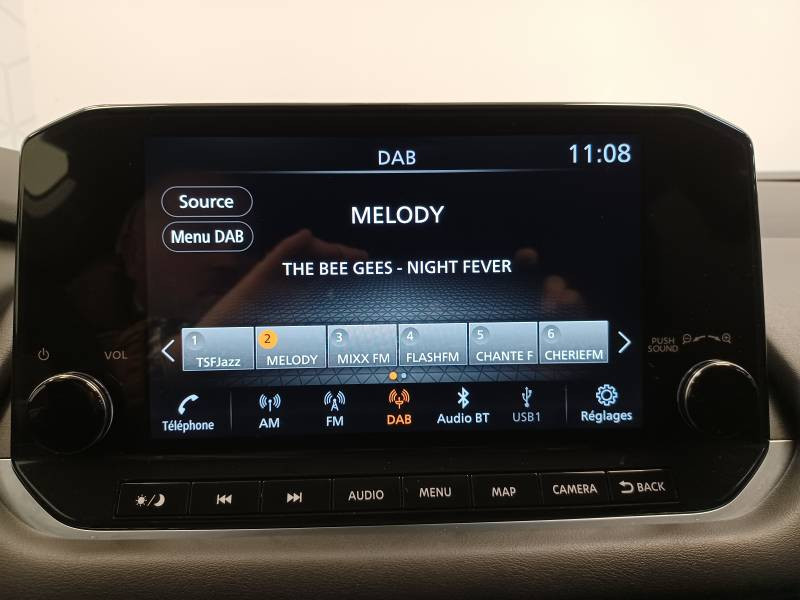 DAB
11:08
Source
MELODY
Menu DAB
THE BEE GEES - NIGHT FEVER
1 2 3 4 5 6
TSFJazz MELODY MIXX FM FLASHFM CHANTE F CHERIEFM
VOL
PUSH
SOUND
Téléphone AM FM DAB Audio BT USB1 Réglages
AUDIO MENU MAP CAMERA BACK